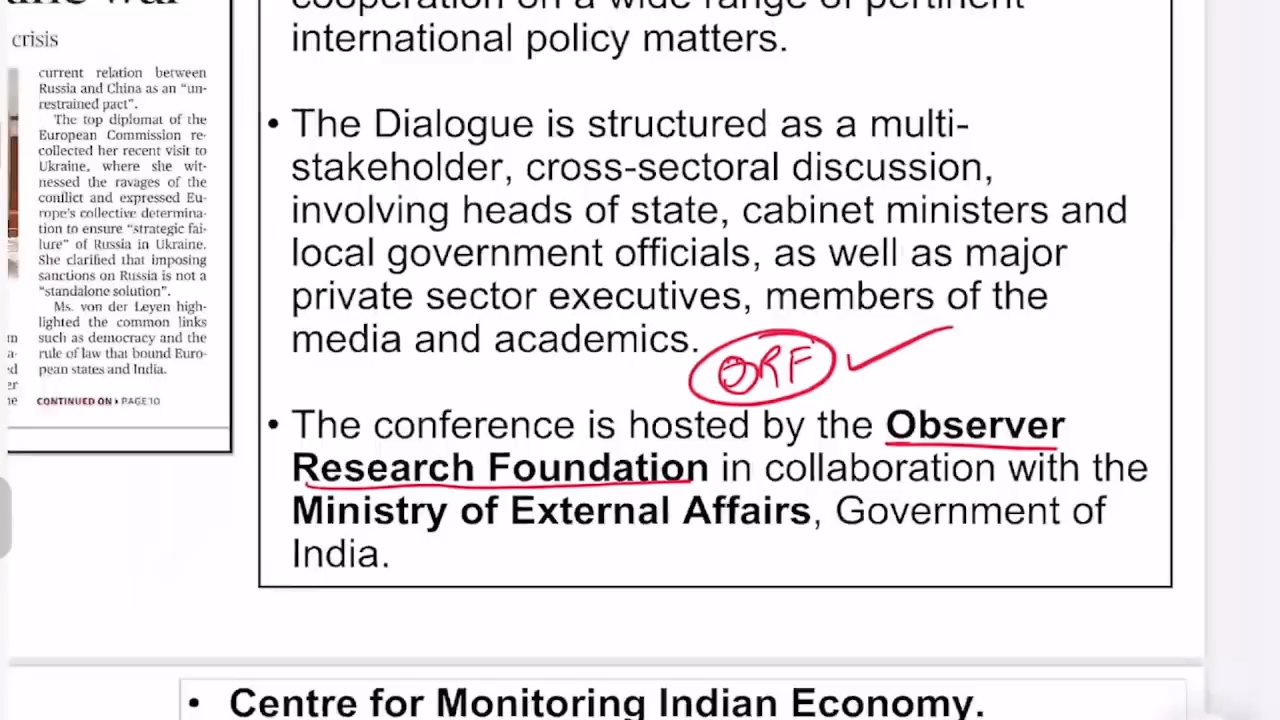 crisis
current relation between
Russia and China as an "un-
restrained pact".
The top diplomat of the
European Commission re-
collected her recent visit to
Ukraine, where she wit-
nessed the ravages of the
conflict and expressed Eu-
rope's collective determina-
tion to ensure "strategic fai-
lure" of Russia in Ukraine.
She clarified that imposing
sanctions on Russia is not a
"standalone solution".
Ms. von der Leyen high-
lighted the common links
such as democracy and the
rule of law that bound Euro-
pean states and India.
CONTINUED ON PAGE 10
cooperation on a wide range of pertinent
international policy matters.
• The Dialogue is structured as a multi-
stakeholder, cross-sectoral discussion,
involving heads of state, cabinet ministers and
local government officials, as well as major
private sector executives, members of the
media and academics.
ORF
• The conference is hosted by the Observer
Research Foundation in collaboration with the
Ministry of External Affairs, Government of
India.
• Centre for Monitoring Indian Economy.